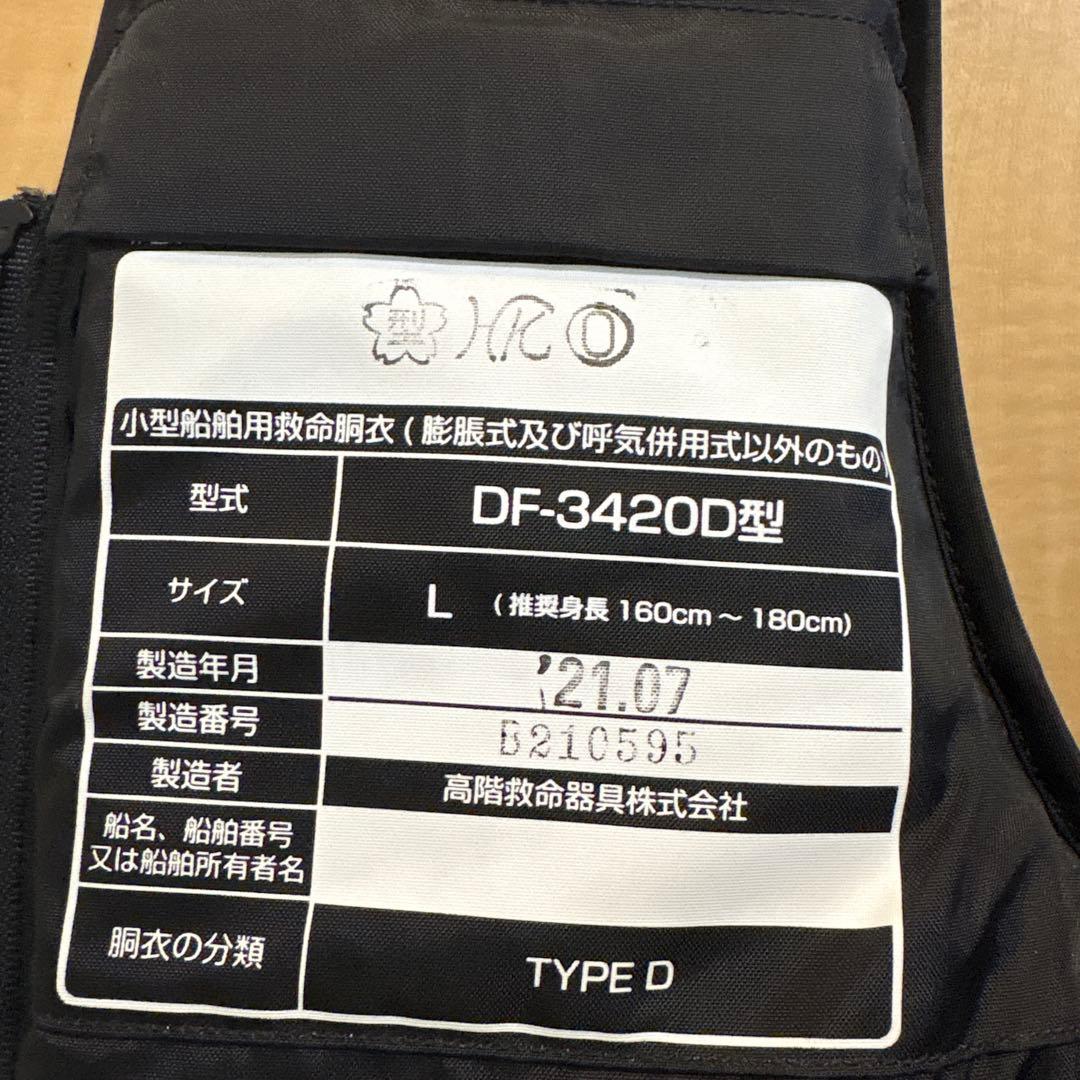 型 HK O
小型船舶用救命胴衣 ( 膨脹式及び呼気併用式以外のもの)
型式 DF-3420D型
サイズ L ( 推奨身長 160cm ～ 180cm)
製造年月 '21.07
製造番号 B210595
製造者 高階救命器具株式会社
船名、船舶番号
又は船舶所有者名
胴衣の分類 TYPE D